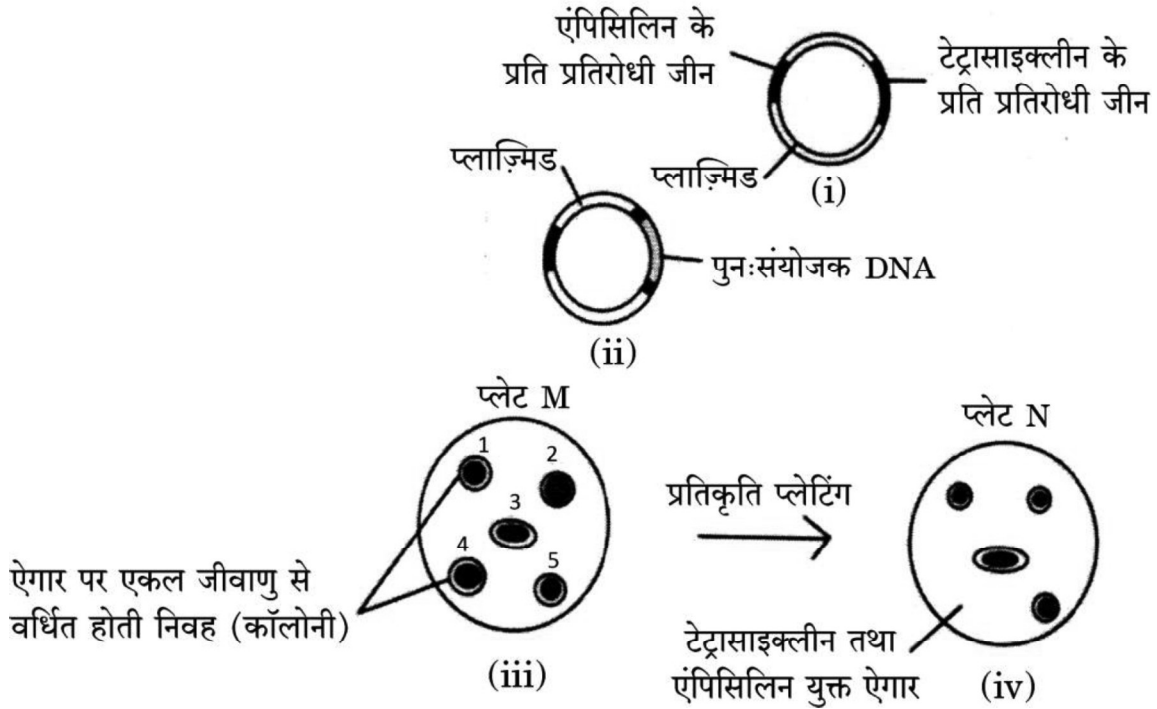 एंपिसिलिन के
प्रति प्रतिरोधी जीन
टेट्रासाइक्लीन के
प्रति प्रतिरोधी जीन
प्लाज़्मिड
(i)
प्लाज़्मिड
पुनःसंयोजक DNA
(ii)
प्लेट M
1
2
3
4
5
ऐगार पर एकल जीवाणु से
वर्धित होती निवह (कॉलोनी)
(iii)
प्रतिकृति प्लेटिंग
प्लेट N
टेट्रासाइक्लीन तथा
एंपिसिलिन युक्त ऐगार
(iv)